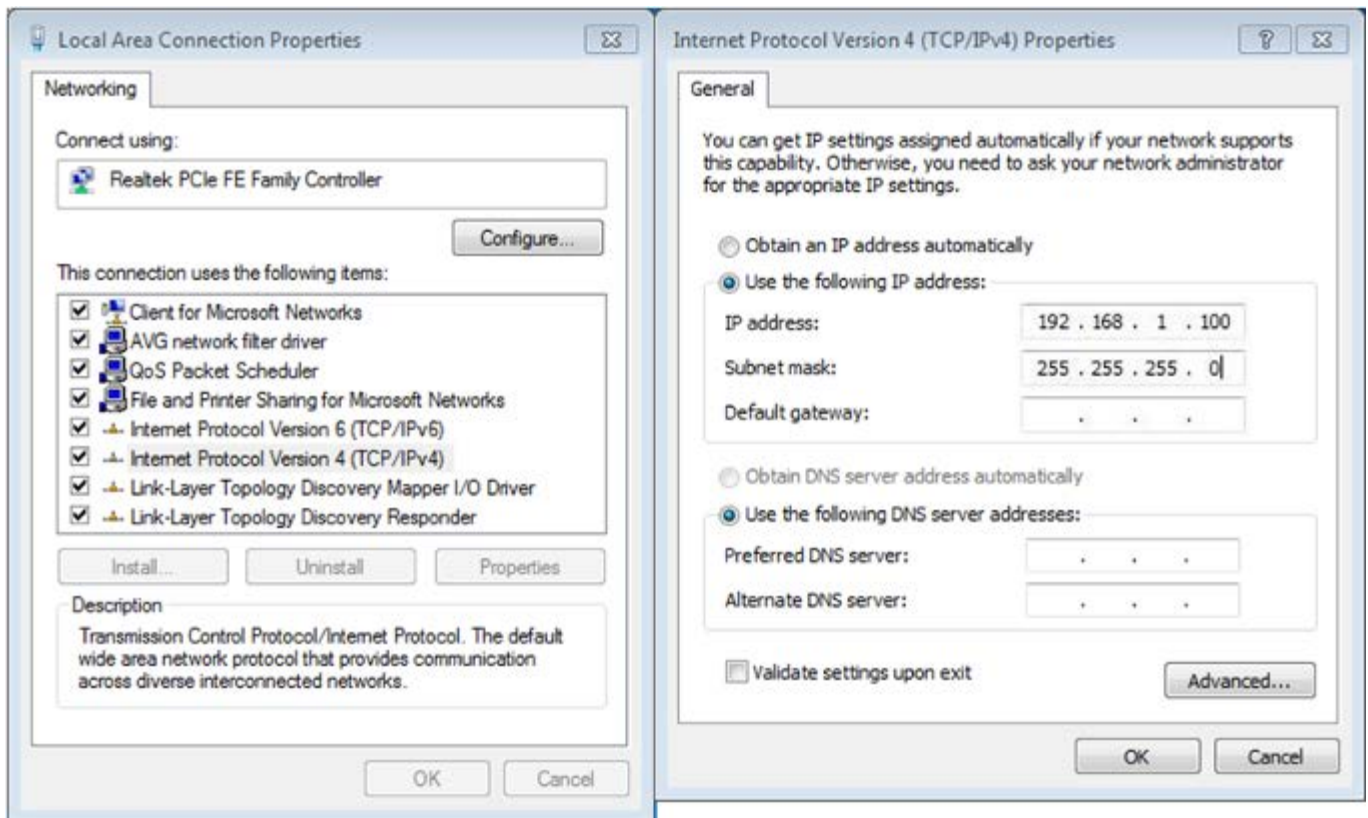 Local Area Connection Properties
Networking
Connect using:
Realtek PCIe FE Family Controller
Configure...
This connection uses the following items:
Client for Microsoft Networks
AVG network filter driver
QoS Packet Scheduler
File and Printer Sharing for Microsoft Networks
Internet Protocol Version 6 (TCP/IPv6)
Internet Protocol Version 4 (TCP/IPv4)
Link-Layer Topology Discovery Mapper I/O Driver
Link-Layer Topology Discovery Responder
Install...
Uninstall
Properties
Description
Transmission Control Protocol/Internet Protocol. The default
wide area network protocol that provides communication
across diverse interconnected networks.
OK
Cancel
Internet Protocol Version 4 (TCP/IPv4) Properties
General
You can get IP settings assigned automatically if your network supports
this capability. Otherwise, you need to ask your network administrator
for the appropriate IP settings.
Obtain an IP address automatically
Use the following IP address:
IP address: 192 . 168 . 1 . 100
Subnet mask: 255 . 255 . 255 . 0
Default gateway: . . .
Obtain DNS server address automatically
Use the following DNS server addresses:
Preferred DNS server: . . .
Alternate DNS server: . . .
Validate settings upon exit
Advanced...
OK
Cancel